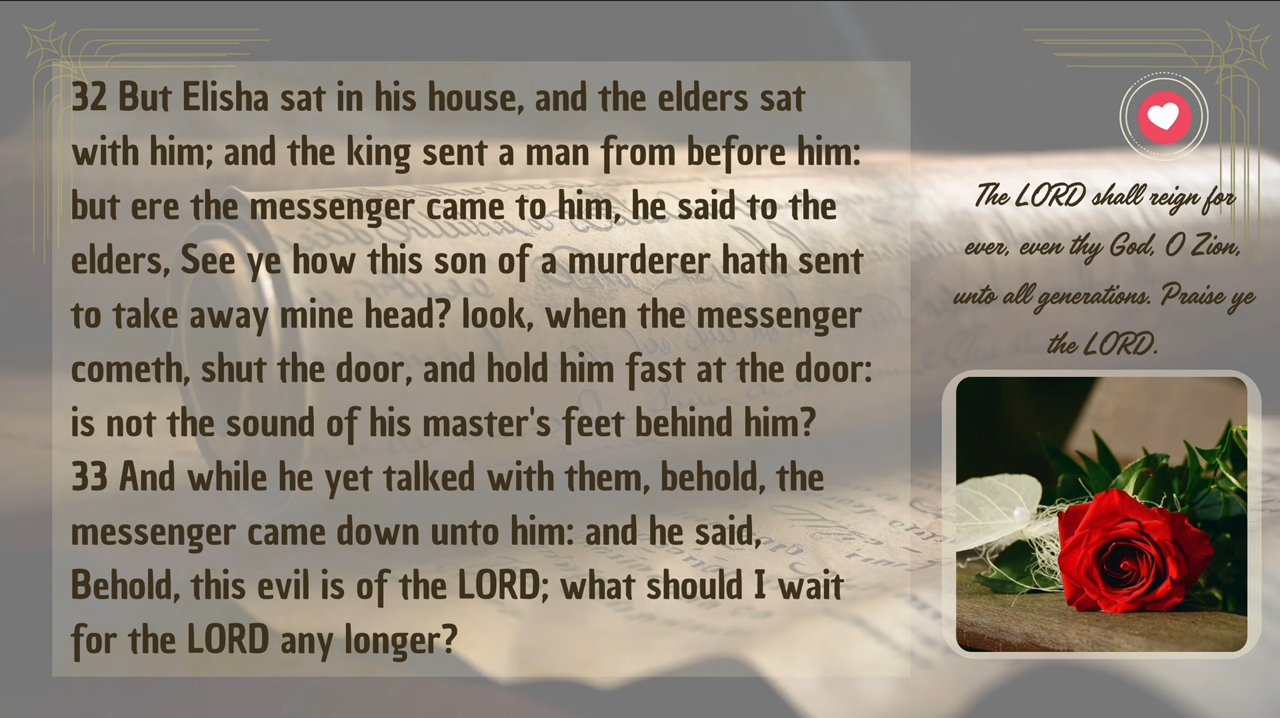 32 But Elisha sat in his house, and the elders sat
with him; and the king sent a man from before him:
but ere the messenger came to him, he said to the
elders, See ye how this son of a murderer hath sent
to take away mine head? look, when the messenger
cometh, shut the door, and hold him fast at the door:
is not the sound of his master's feet behind him?
33 And while he yet talked with them, behold, the
messenger came down unto him: and he said,
Behold, this evil is of the LORD; what should I wait
for the LORD any longer?
The LORD shall reign for
ever, even thy God, O Zion,
unto all generations. Praise ye
the LORD.